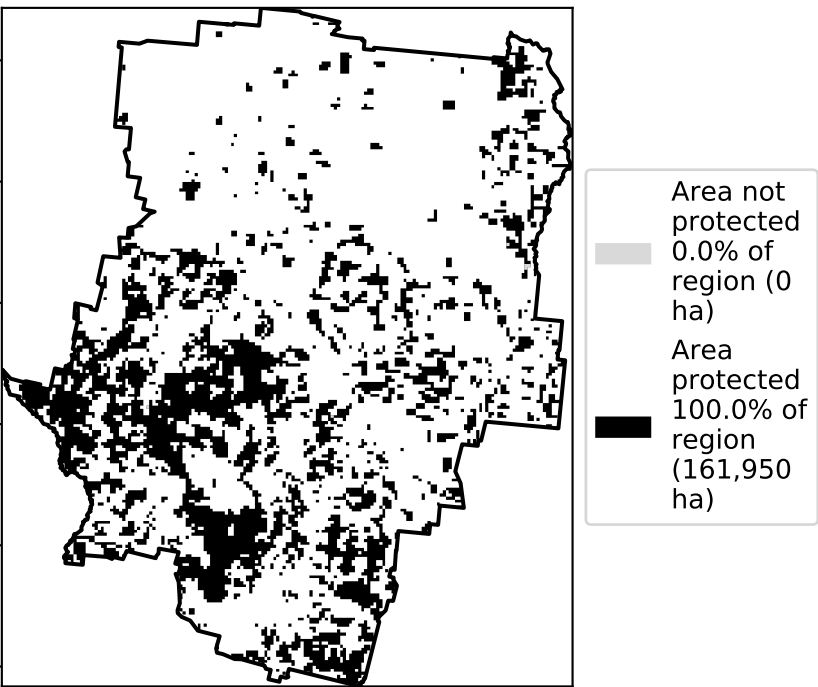 Area not
protected
0.0% of
region (0
ha)
Area
protected
100.0% of
region
(161,950
ha)